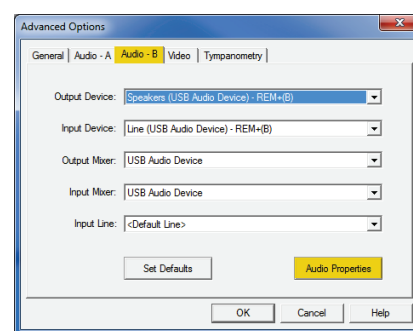 Advanced Options
General Audio - A Audio - B Video Tympanometry
Output Device: Speakers (USB Audio Device) - REM+(B)
Input Device: Line (USB Audio Device) - REM+(B)
Output Mixer: USB Audio Device
Input Mixer: USB Audio Device
Input Line: <Default Line>
Set Defaults Audio Properties
OK Cancel Help